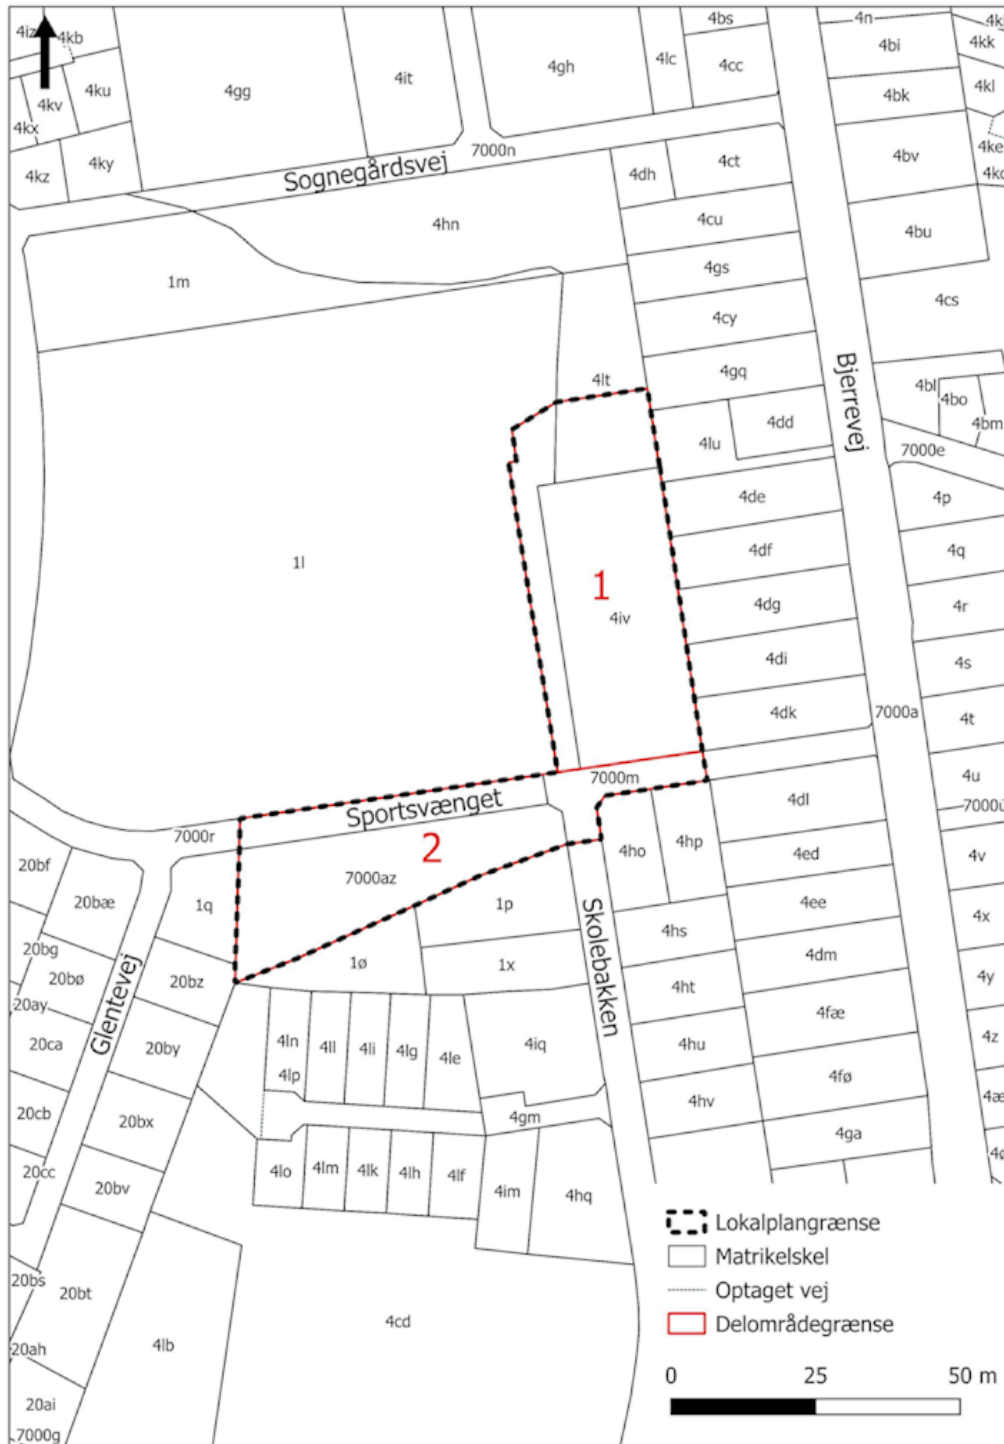 4iz
4kb
4bs
4n
4bi
4kk
4gg
4it
4gh
4lc
4cc
4kv
4ku
4bk
4kl
4kx
4kz
4ky
7000n
Sognegårdsvej
4dh
4ct
4bv
4ke
4hn
4cu
4bu
1m
4gs
4cs
4cy
4lt
4gq
Bjerrevej
4bl
4bo
4bm
4dd
4lu
7000e
4de
4p
1l
4df
4q
1
4iv
4dg
4r
4di
4s
4dk
7000a
4t
7000m
4u
Sportsvænget
4dl
7000r
2
7000az
4ho
4hp
4ed
4v
20bf
20bæ
1q
1p
Skolebakken
4ee
4x
4hs
20bg
20bø
20bz
1ø
1x
4dm
4y
4ht
20ay
Glentevej
20ca
20by
4ln
4ll
4li
4lg
4le
4iq
4fæ
4z
4hu
4lp
4fø
20cb
20bx
4gm
4hv
4æ
4ga
20cc
20bv
4lo
4lm
4lk
4lh
4lf
4im
4hq
Lokalplangrænse
Matrikelskel
20bs
20bt
Optaget vej
4cd
Delområdegrænse
20ah
4lb
0 25 50 m
20ai
7000g